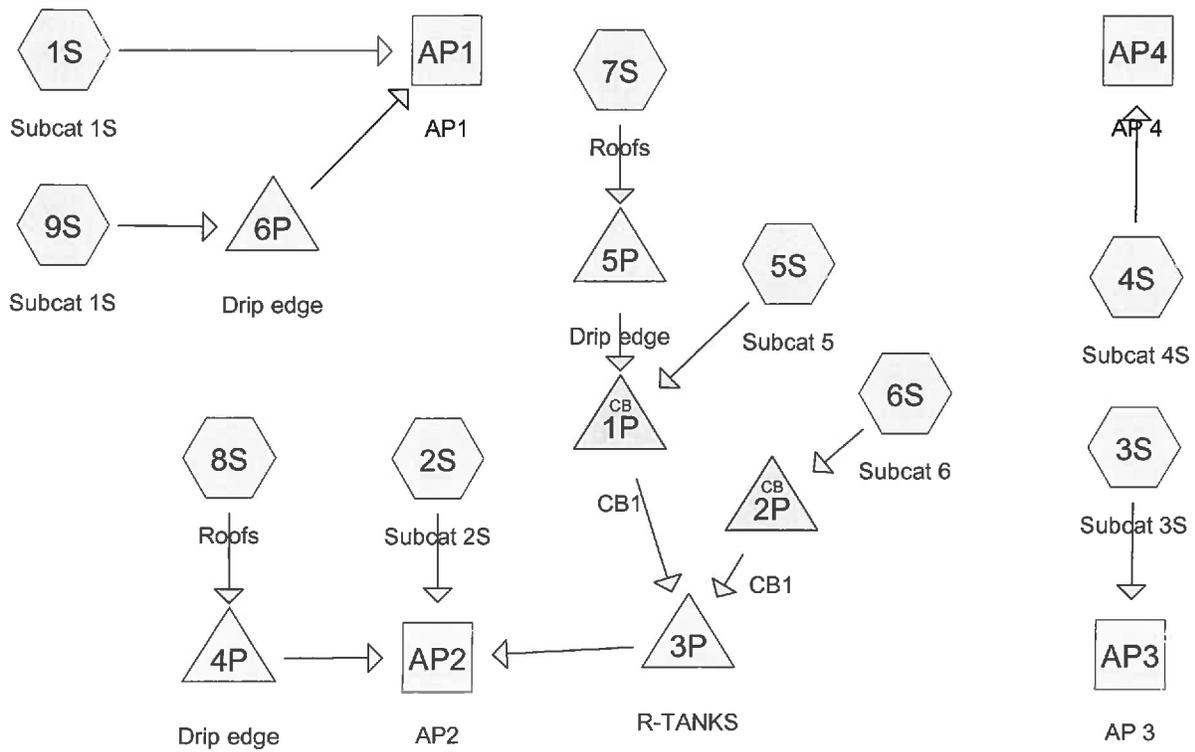 1S
Subcat 1S
AP1
AP1
7S
Roofs
AP4
AP 4
9S
Subcat 1S
6P
Drip edge
5P
Drip edge
5S
Subcat 5
4S
Subcat 4S
CB
1P
CB1
6S
Subcat 6
CB
2P
CB1
3S
Subcat 3S
8S
Roofs
2S
Subcat 2S
4P
Drip edge
AP2
AP2
3P
R-TANKS
AP3
AP 3